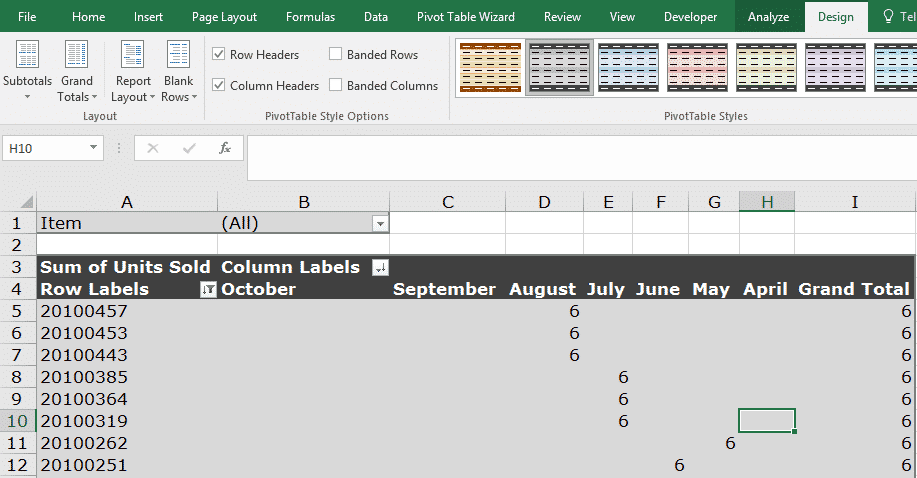 File Home Insert Page Layout Formulas Data Pivot Table Wizard Review View Developer Analyze Design Tel
Subtotals Grand Totals Report Layout Blank Rows
Row Headers Banded Rows
Column Headers Banded Columns
Layout PivotTable Style Options PivotTable Styles
H10 fx
A B C D E F G H I
1 Item (All)
2
3 Sum of Units Sold Column Labels
4 Row Labels October September August July June May April Grand Total
5 20100457 6 6
6 20100453 6 6
7 20100443 6 6
8 20100385 6 6
9 20100364 6 6
10 20100319 6 6
11 20100262 6 6
12 20100251 6 6